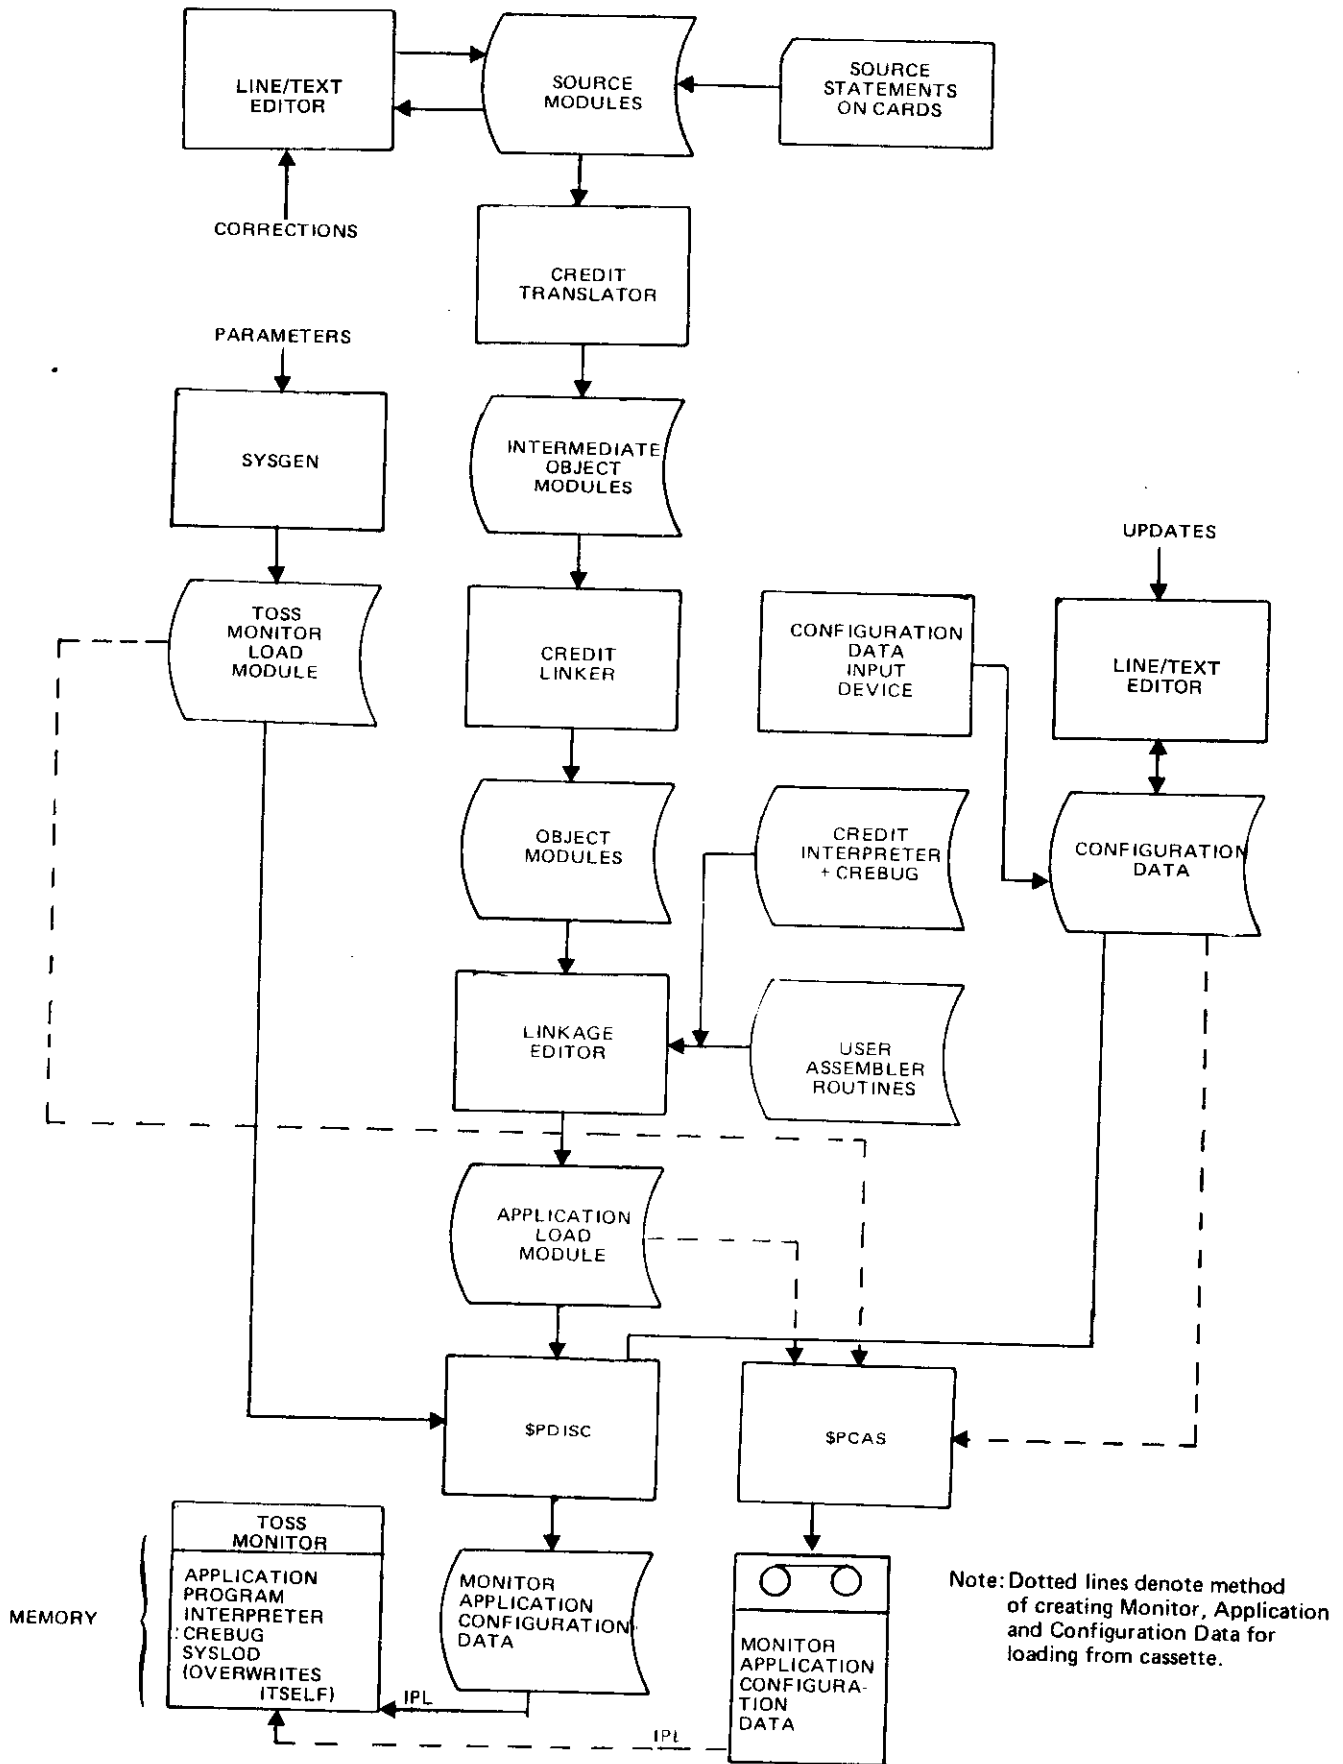 LINE/TEXT
EDITOR
SOURCE
MODULES
SOURCE
STATEMENTS
ON CARDS
CORRECTIONS
CREDIT
TRANSLATOR
PARAMETERS
SYSGEN
INTERMEDIATE
OBJECT
MODULES
UPDATES
TOSS
MONITOR
LOAD
MODULE
CREDIT
LINKER
CONFIGURATION
DATA
INPUT
DEVICE
LINE/TEXT
EDITOR
OBJECT
MODULES
CREDIT
INTERPRETER
+ CREBUG
CONFIGURATION
DATA
LINKAGE
EDITOR
USER
ASSEMBLER
ROUTINES
APPLICATION
LOAD
MODULE
$PDISC
$PCAS
MEMORY
TOSS
MONITOR
APPLICATION
PROGRAM
INTERPRETER
: CREBUG
SYSLOD
(OVERWRITES
ITSELF)
IPL
MONITOR
APPLICATION
CONFIGURATION
DATA
IPL
MONITOR
APPLICATION
CONFIGURA-
TION
DATA
Note: Dotted lines denote method
of creating Monitor, Application
and Configuration Data for
loading from cassette.